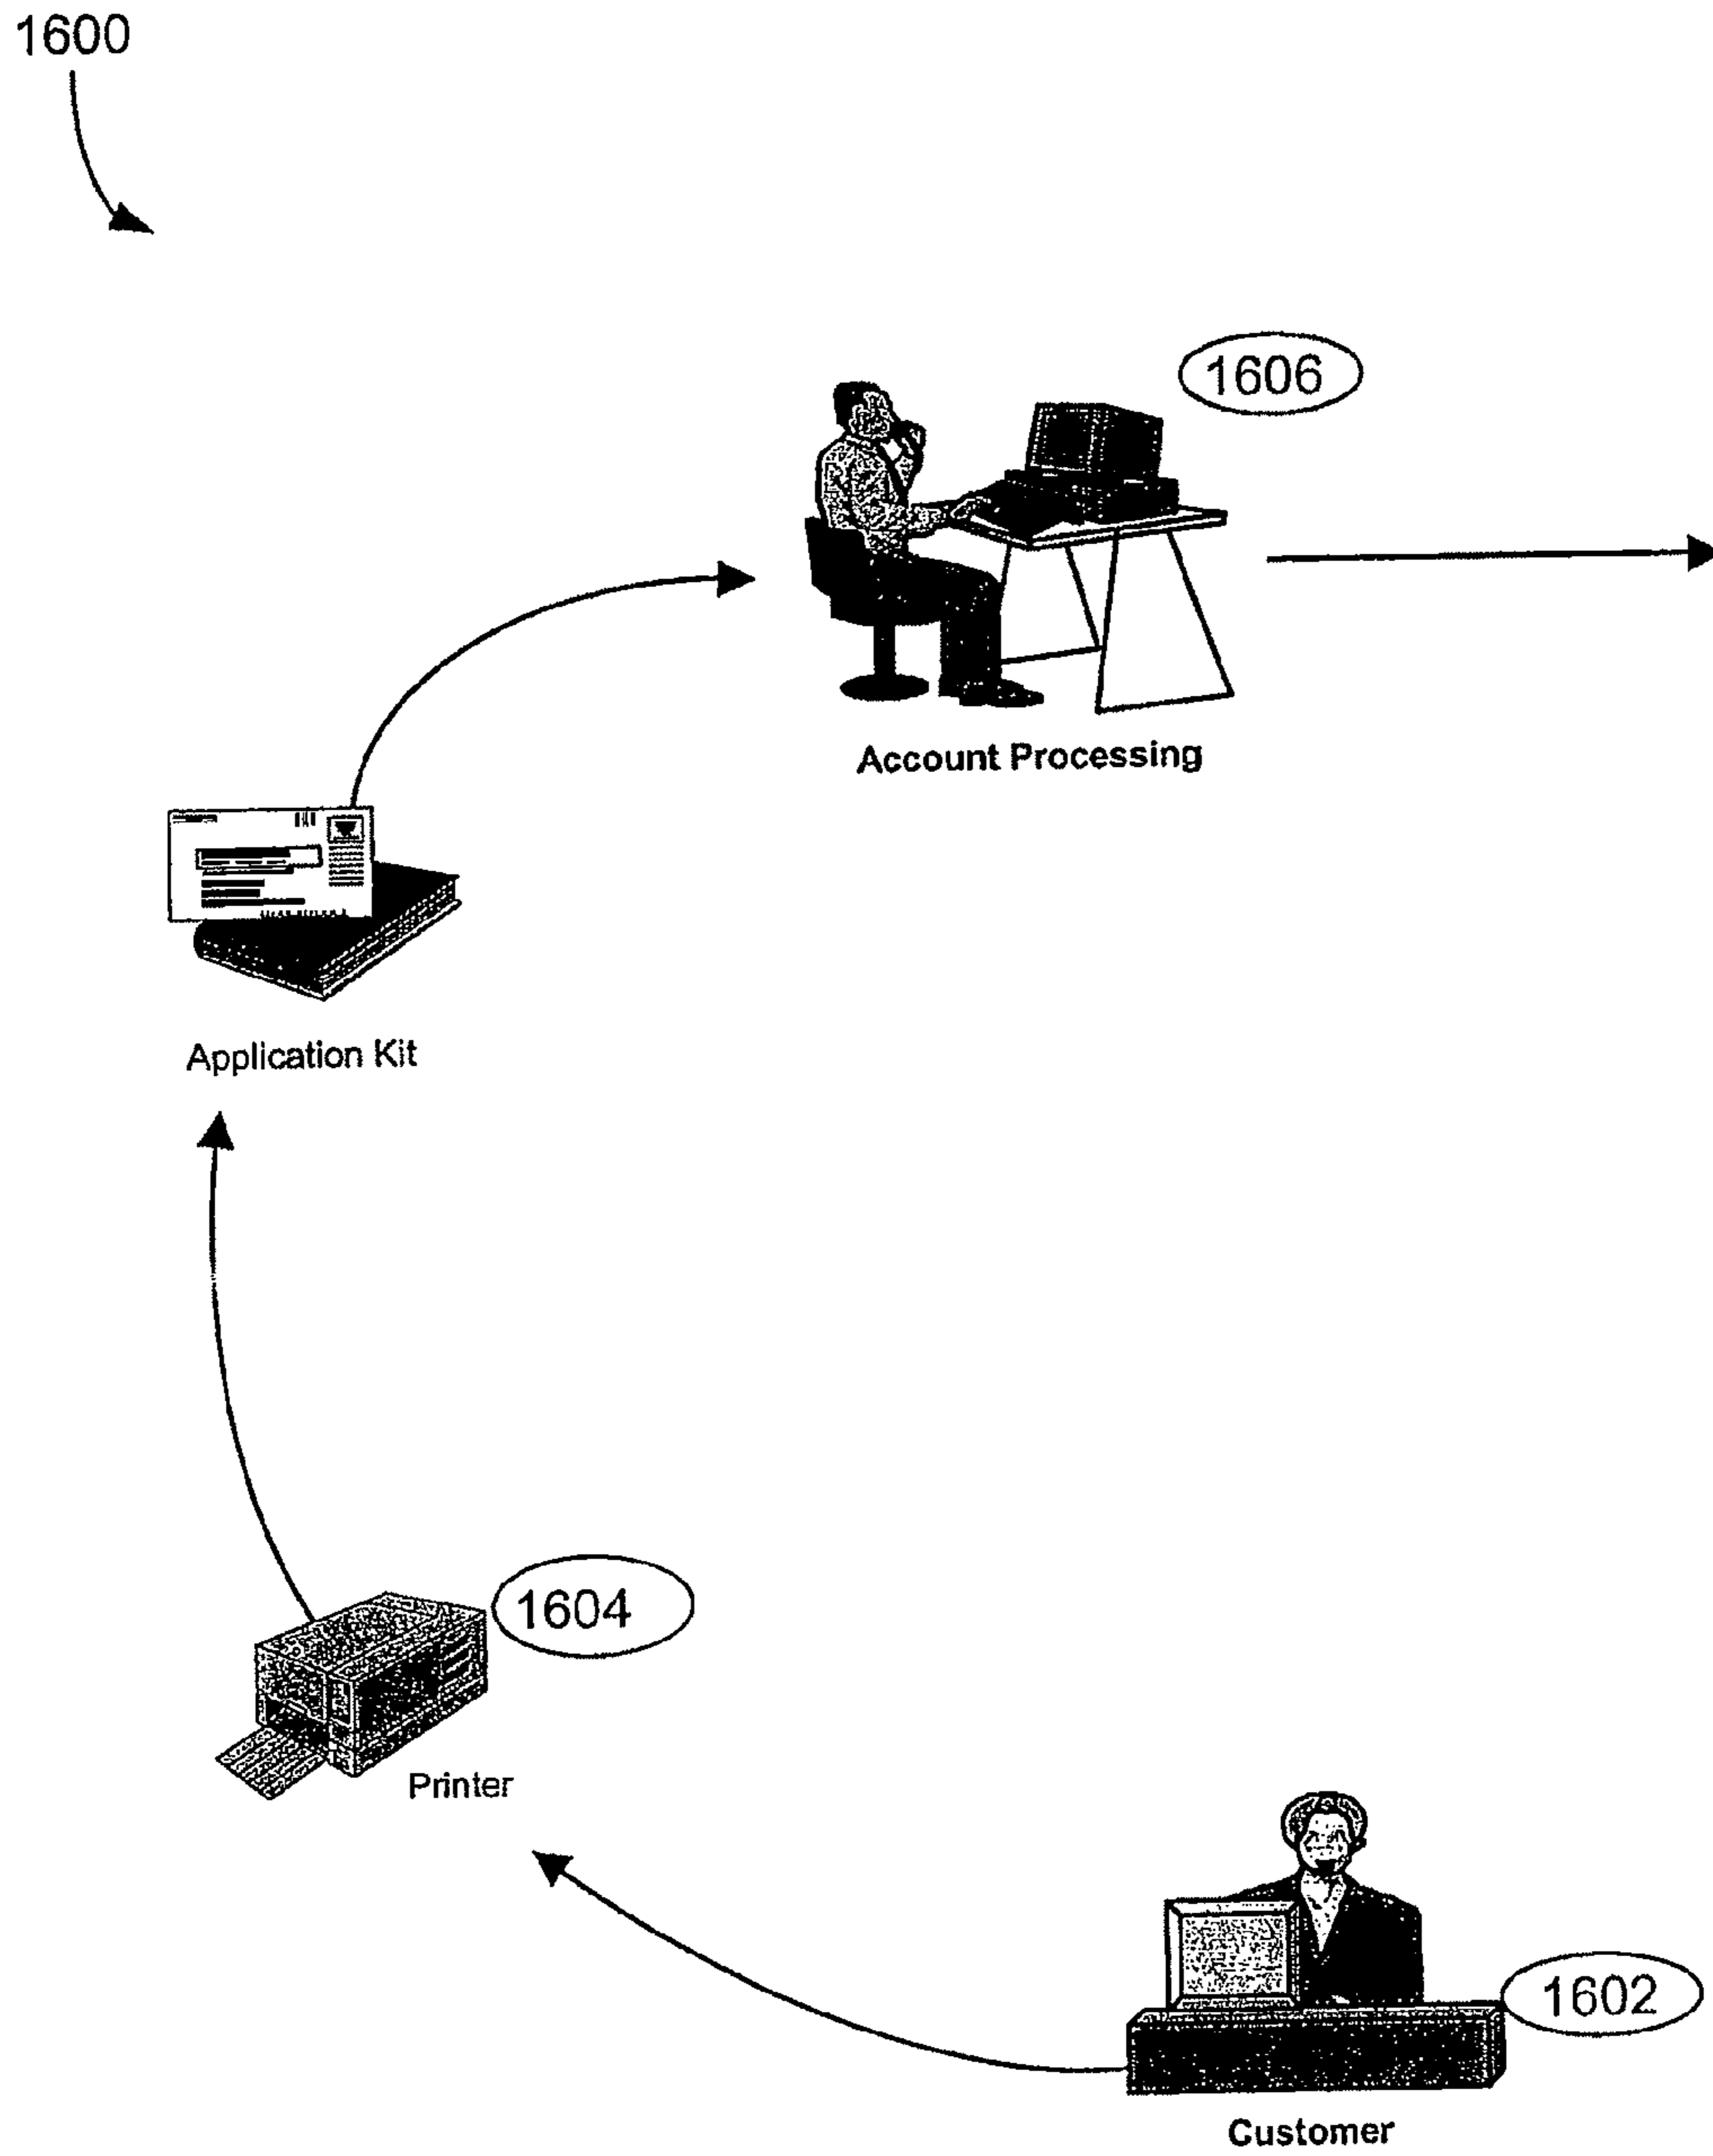 1600
1606
Account Processing
Application Kit
1604
Printer
1602
Customer